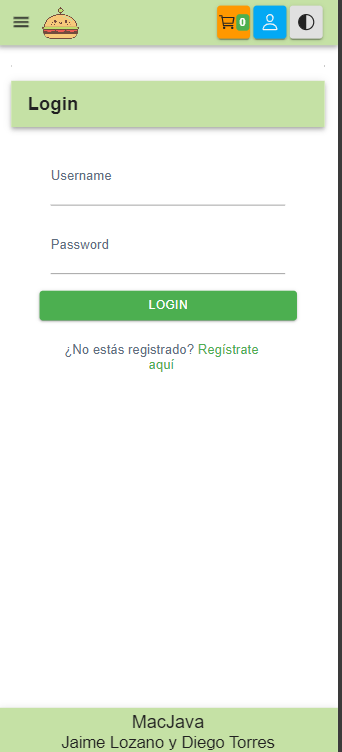 0
Login
Username
Password
LOGIN
¿No estás registrado? Regístrate
aquí
MacJava
Jaime Lozano y Diego Torres